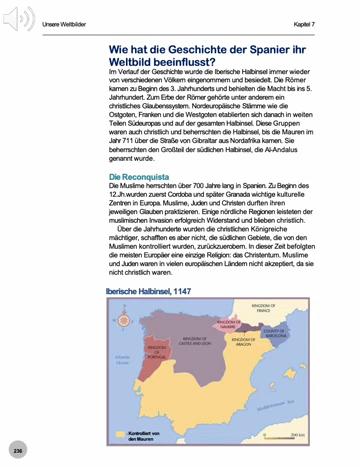 Unsere Weltbilder
Kapitel 7
Wie hat die Geschichte der Spanier ihr
Weltbild beeinflusst?
Im Verlauf der Geschichte wurde die Iberische Halbinsel immer wieder
von verschiedenen Völkern eingenommen und besiedelt. Die Römer
kamen zu Beginn des 3. Jahrhunderts und behielten die Macht bis ins 5.
Jahrhundert. Zum Erbe der Römer gehörte unter anderem ein
christliches Glaubenssystem. Nordeuropäische Stämme wie die
Ostgoten, Franken und die Westgoten etablierten sich danach in weiten
Teilen Südeuropas und auf der gesamten Halbinsel. Diese Gruppen
waren auch christlich und beherrschten die Halbinsel, bis die Mauren im
Jahr 711 über die Straße von Gibraltar aus Nordafrika kamen. Sie
beherrschten den Großteil der südlichen Halbinsel, die Al-Andalus
genannt wurde.
Die Reconquista
Die Muslime herrschten über 700 Jahre lang in Spanien. Zu Beginn des
12.Jh.wurden zuerst Cordoba und später Granada wichtige kulturelle
Zentren in Europa. Muslime, Juden und Christen durften ihren
jeweiligen Glauben praktizieren. Einige nördliche Regionen leisteten der
muslimischen Invasion erfolgreich Widerstand und blieben christlich.
Über die Jahrhunderte wurden die christlichen Königreiche
mächtiger, schafften es aber nicht, die südlichen Gebiete, die von den
Muslimen kontrolliert wurden, zurückzuerobern. In dieser Zeit befolgten
die meisten Europäer eine einzige Religion: das Christentum. Muslime
und Juden waren in vielen europäischen Ländern nicht akzeptiert, da sie
nicht christlich waren.
Iberische Halbinsel, 1147
KINGDOM OF
FRANCE
KINGDOM OF
NAVARRE
COUNTY OF
BARCELONA
KINGDOM OF
ARAGON
KINGDOM OF
CASTILE AND LEON
KINGDOM
OF
PORTUGAL
Atlantic
Ocean
Mediterranean Sea
Kontrolliert von
den Mauren
0
200 km
236